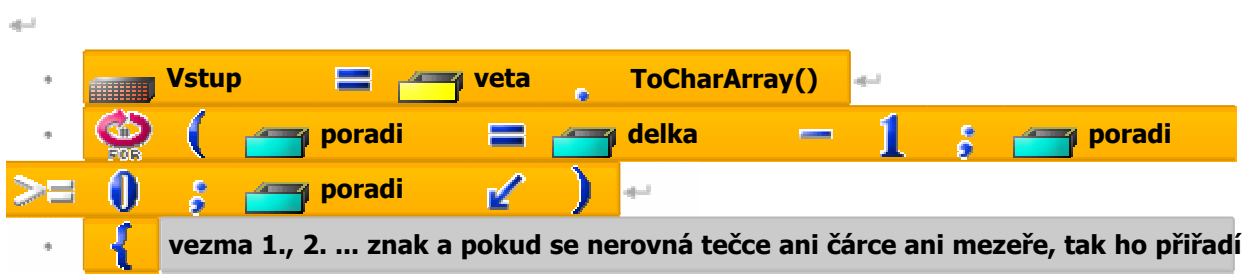 Vstup = veta . ToCharArray()
FOR ( poradi = delka - 1 ; poradi
>= 0 ; poradi ↙ )
{ vezma 1., 2. ... znak a pokud se nerovná tečce ani čárce ani mezeře, tak ho přiřadí